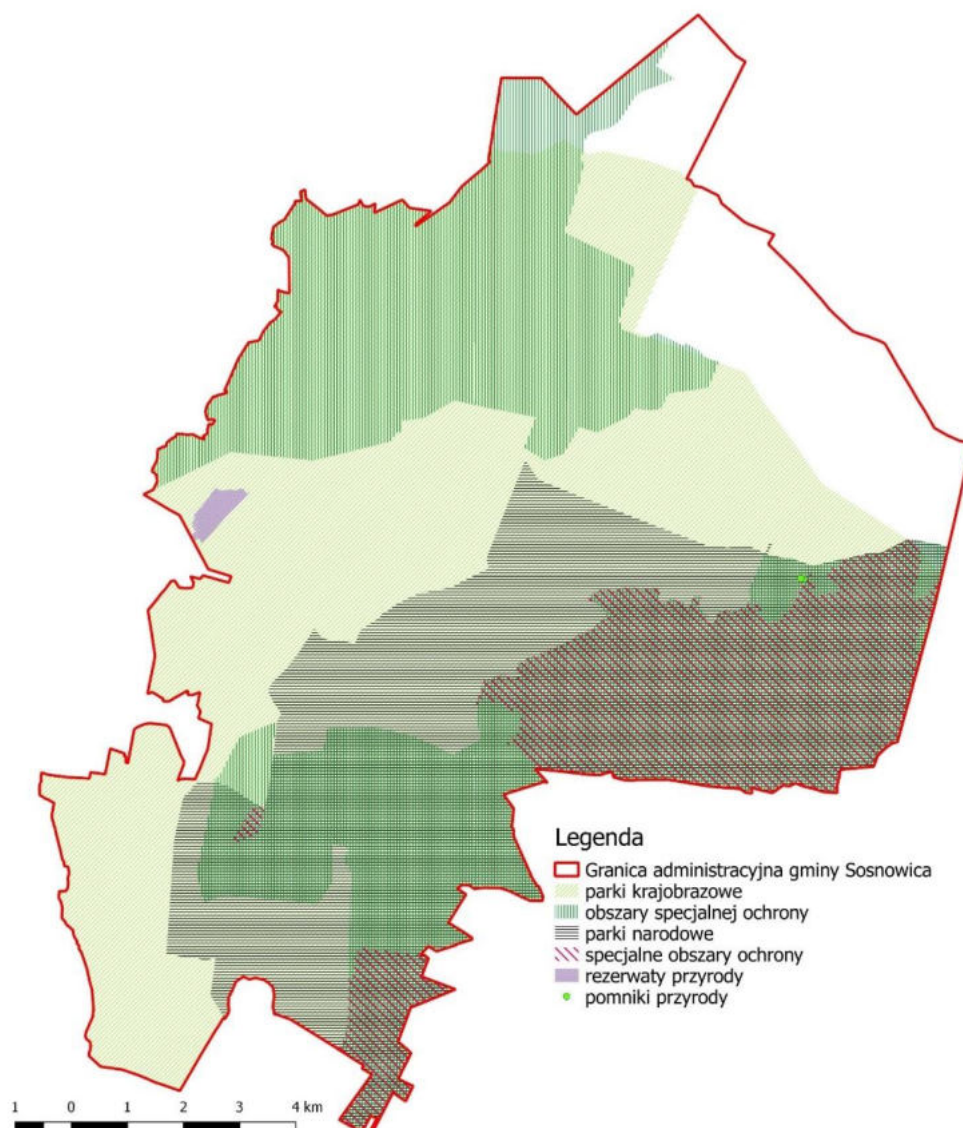 Legenda
Granica administracyjna gminy Sosnowica
parki krajobrazowe
obszary specjalnej ochrony
parki narodowe
specjalne obszary ochrony
rezerwaty przyrody
pomniki przyrody
1 0 1 2 3 4 km